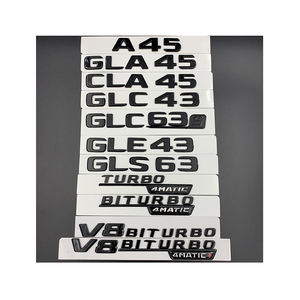 A 45
GLA 45
CLA 45
GLC 43
GLC 63 S
GLE 43
GLS 63
TURBO
4MATIC
BITURBO
4MATIC
V8 BITURBO
V8 BITURBO
4MATIC+